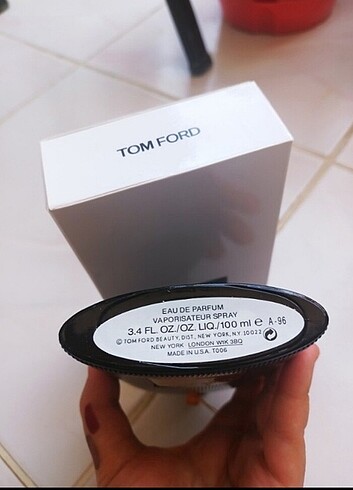 TOM FORD
EAU DE PARFUM
VAPORISATEUR SPRAY
3.4 FL. OZ./OZ. LIQ./100 ml e A-96
© TOM FORD BEAUTY, DIST, NEW YORK, N.Y. 10022
NEW YORK LONDON W1K 3BQ
MADE IN U.S.A. T006